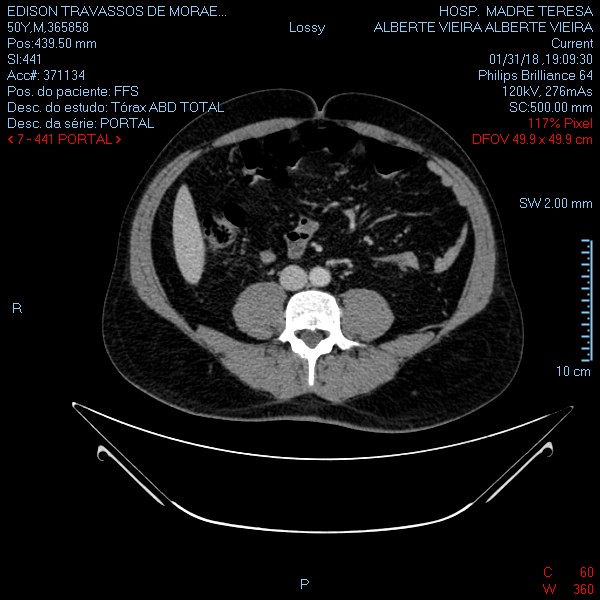 EDISON TRAVASSOS DE MORAE...
50Y,M,365858
Pos:439.50 mm
SI:441
Acc#: 371134
Pos. do paciente: FFS
Desc. do estudo: Tórax ABD TOTAL
Desc. da série: PORTAL
< 7 - 441 PORTAL >
Lossy
HOSP. MADRE TERESA
ALBERTE VIEIRA ALBERTE VIEIRA
Current
01/31/18 ,19:09:30
Philips Brilliance 64
120kV, 276mAs
SC:500.00 mm
117% Pixel
DFOV 49.9 x 49.9 cm
SW 2.00 mm
R
10 cm
P
C 60
W 360